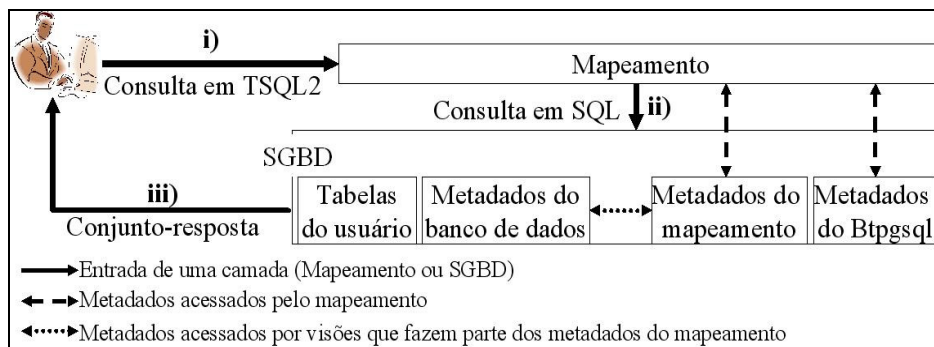 i)
Consulta em TSQL2
Mapeamento
Consulta em SQL
ii)
SGBD
iii)
Conjunto-resposta
Tabelas
do usuário
Metadados do
banco de dados
Metadados do
mapeamento
Metadados
do Btpgsql
Entrada de uma camada (Mapeamento ou SGBD)
Metadados acessados pelo mapeamento
Metadados acessados por visões que fazem parte dos metadados do mapeamento